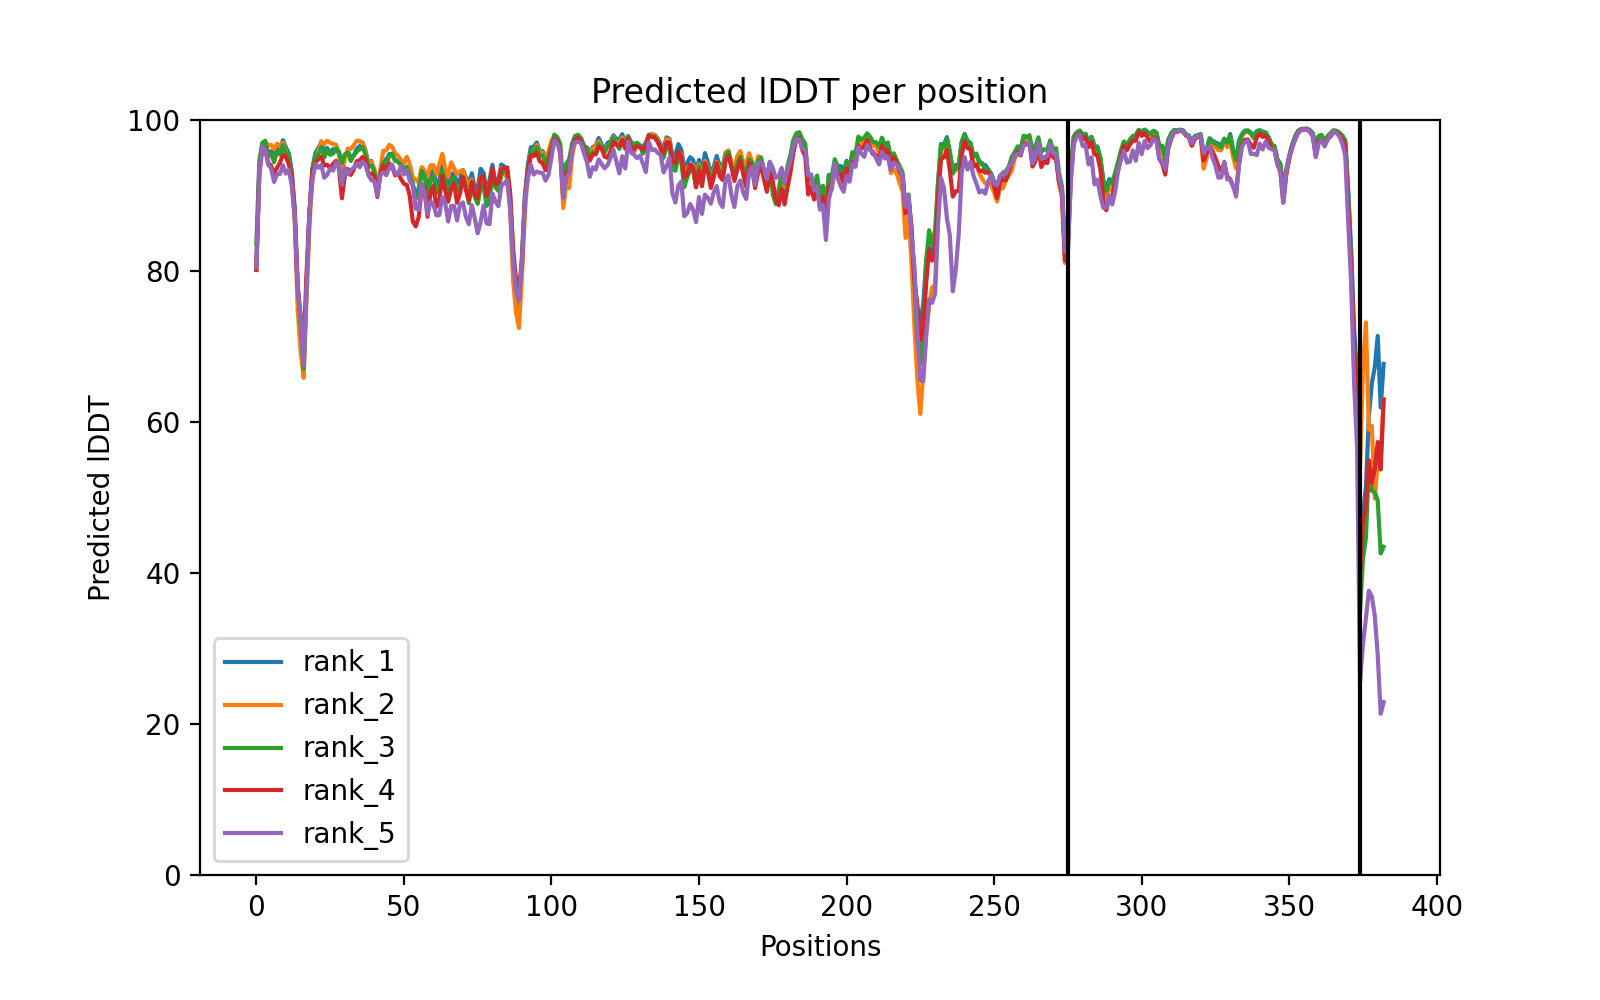 Predicted lDDT per position
100
80
60
40
20
0
Predicted lDDT
rank_1
rank_2
rank_3
rank_4
rank_5
0 50 100 150 200 250 300 350 400
Positions